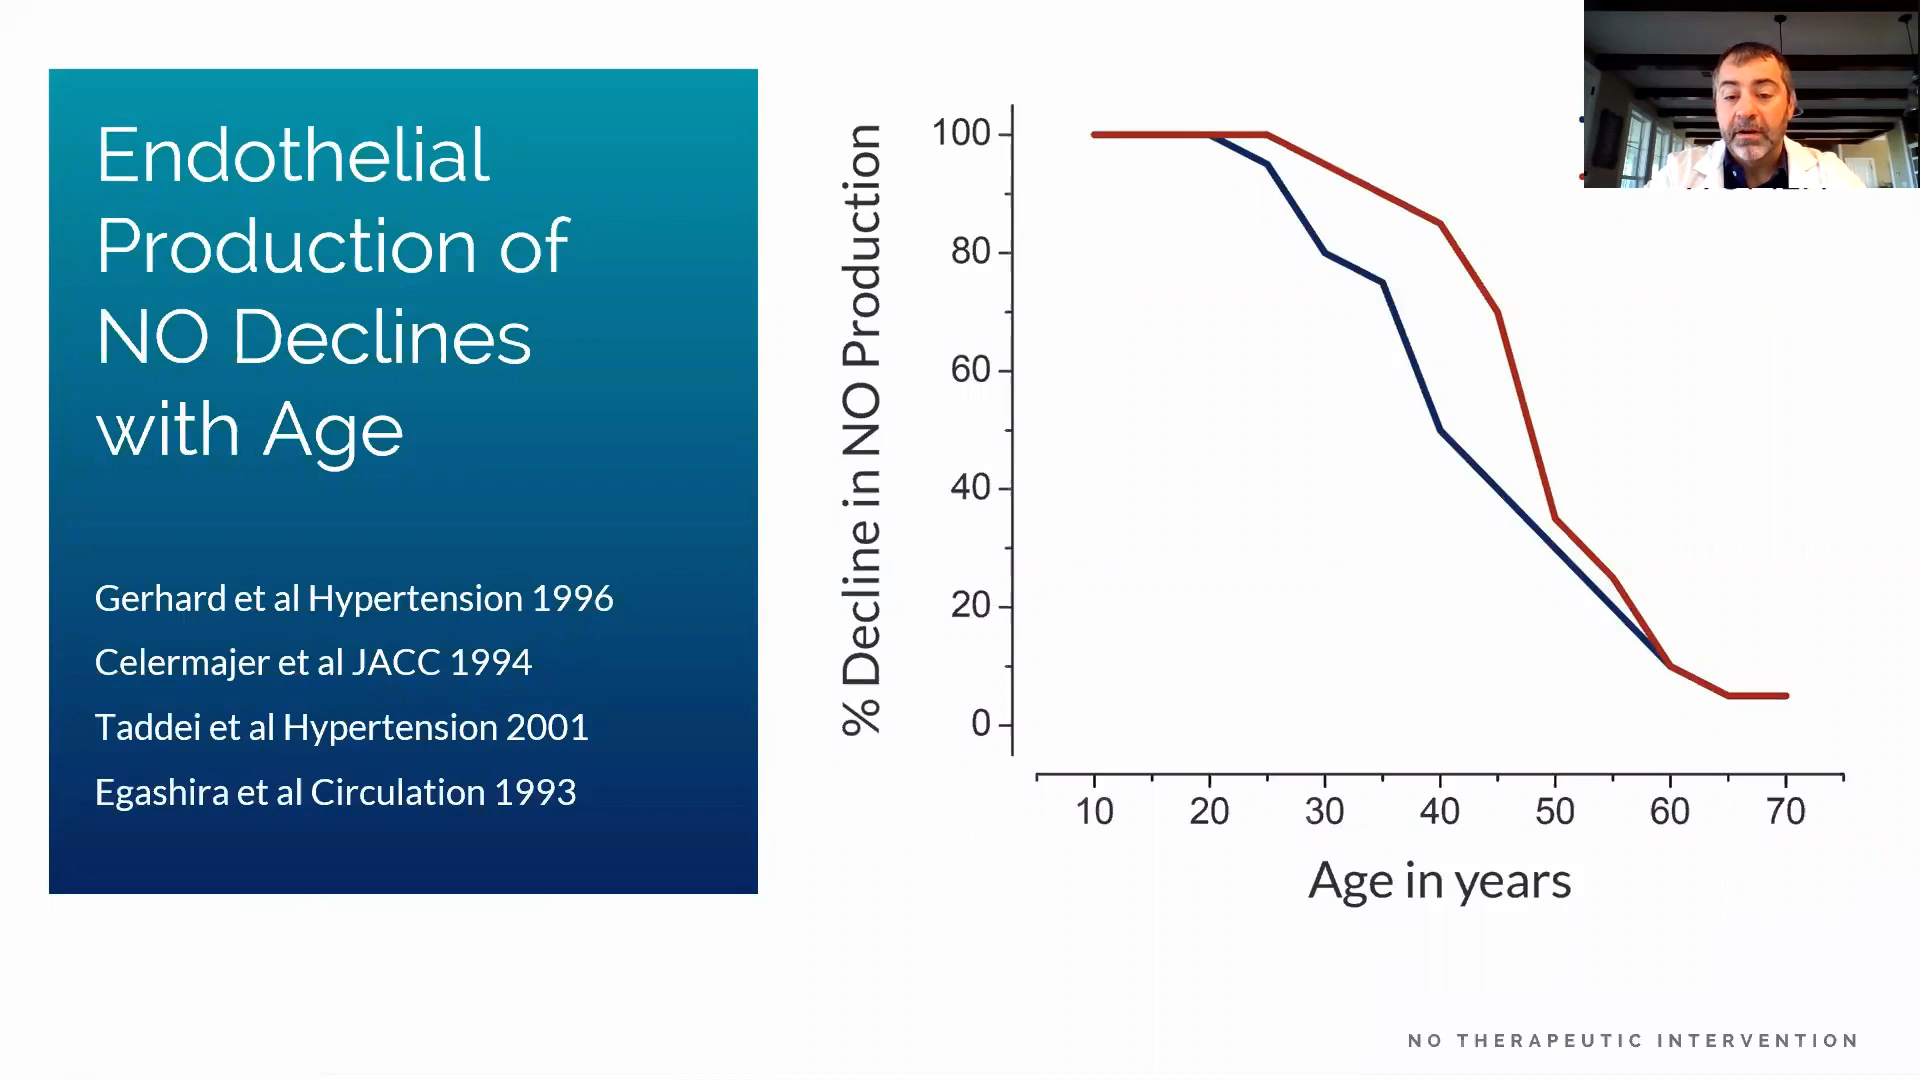 Endothelial
Production of
NO Declines
with Age
Gerhard et al Hypertension 1996
Celermajer et al JACC 1994
Taddei et al Hypertension 2001
Egashira et al Circulation 1993
% Decline in NO Production
100
80
60
40
20
0
10 20 30 40 50 60 70
Age in years
NO THERAPEUTIC INTERVENTION